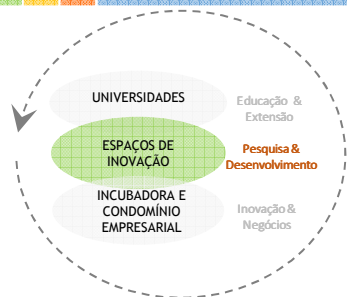 UNIVERSIDADES
Educação &
Extensão
ESPAÇOS DE
INOVAÇÃO
Pesquisa &
Desenvolvimento
INCUBADORA E
CONDOMÍNIO
EMPRESARIAL
Inovação &
Negócios